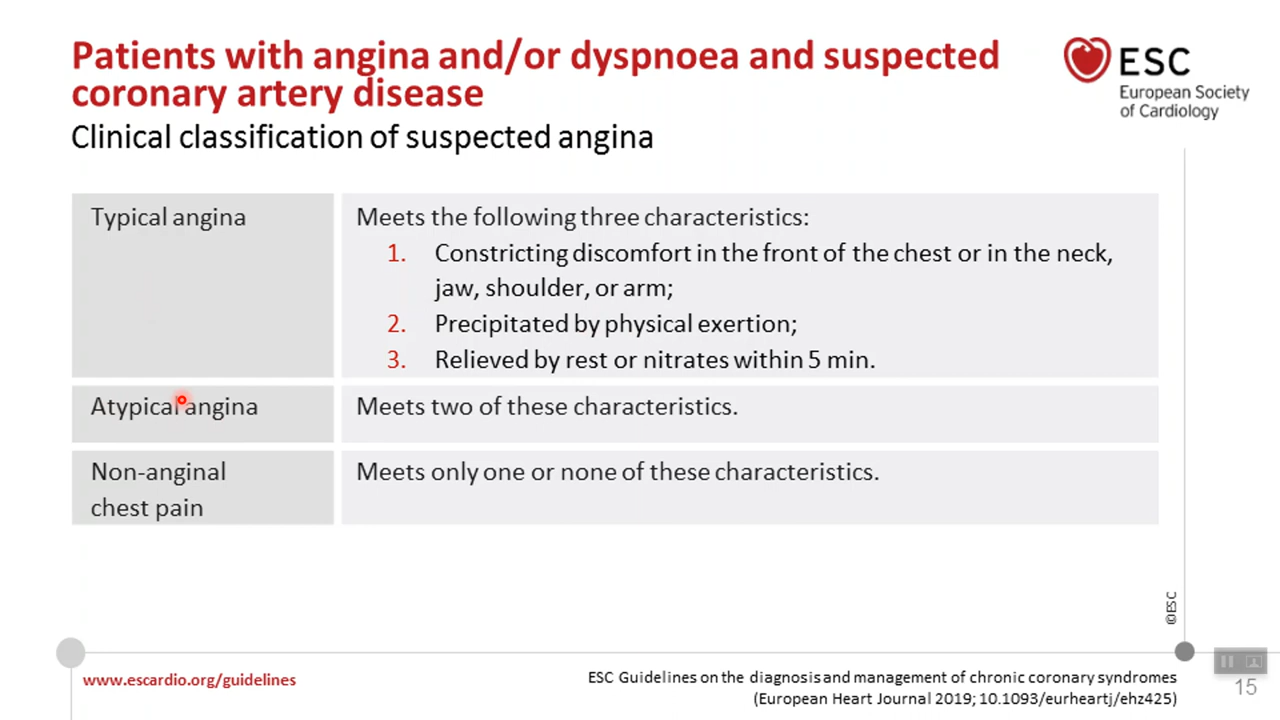 Patients with angina and/or dyspnoea and suspected
coronary artery disease
Clinical classification of suspected angina
ESC
European Society
of Cardiology
Typical angina
Meets the following three characteristics:
1. Constricting discomfort in the front of the chest or in the neck,
jaw, shoulder, or arm;
2. Precipitated by physical exertion;
3. Relieved by rest or nitrates within 5 min.
Atypical angina
Meets two of these characteristics.
Non-anginal
chest pain
Meets only one or none of these characteristics.
©ESC
www.escardio.org/guidelines
ESC Guidelines on the diagnosis and management of chronic coronary syndromes
(European Heart Journal 2019; 10.1093/eurheartj/ehz425)
15